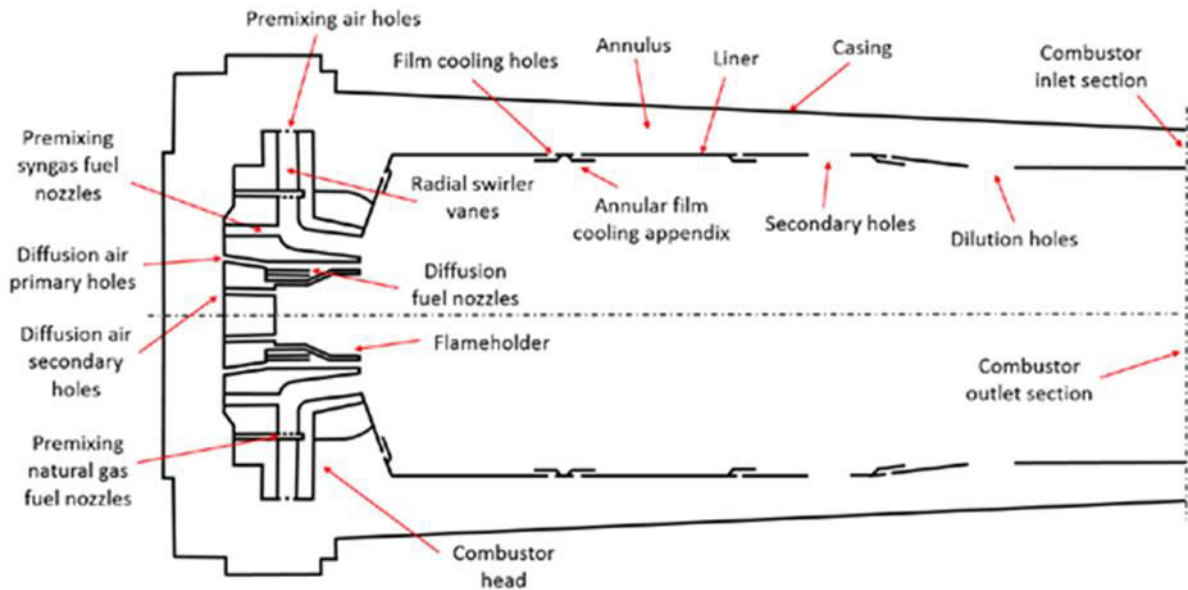 Premixing air holes
Film cooling holes
Annulus
Liner
Casing
Combustor
inlet section
Premixing
syngas fuel
nozzles
Radial swirler
vanes
Annular film
cooling appendix
Secondary holes
Dilution holes
Diffusion air
primary holes
Diffusion
fuel nozzles
Diffusion air
secondary
holes
Flameholder
Combustor
outlet section
Premixing
natural gas
fuel nozzles
Combustor
head